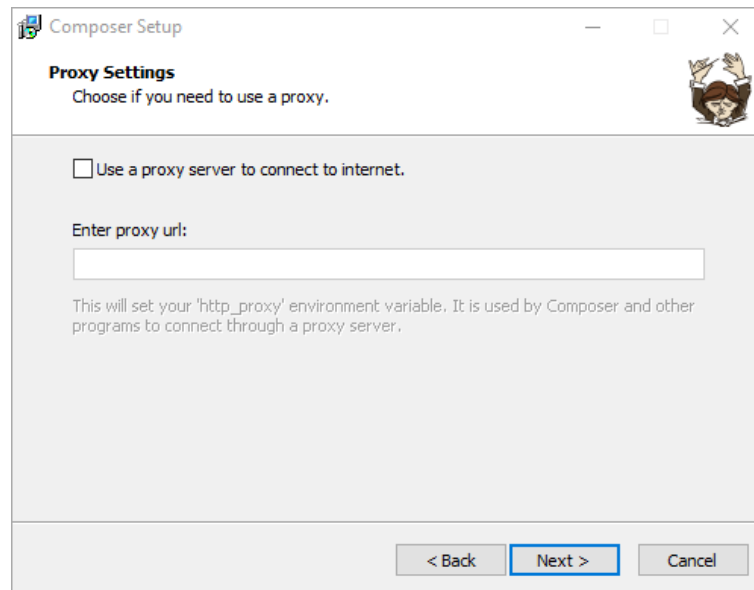 Composer Setup
Proxy Settings
Choose if you need to use a proxy.
Use a proxy server to connect to internet.
Enter proxy url:
This will set your 'http_proxy' environment variable. It is used by Composer and other
programs to connect through a proxy server.
< Back Next > Cancel